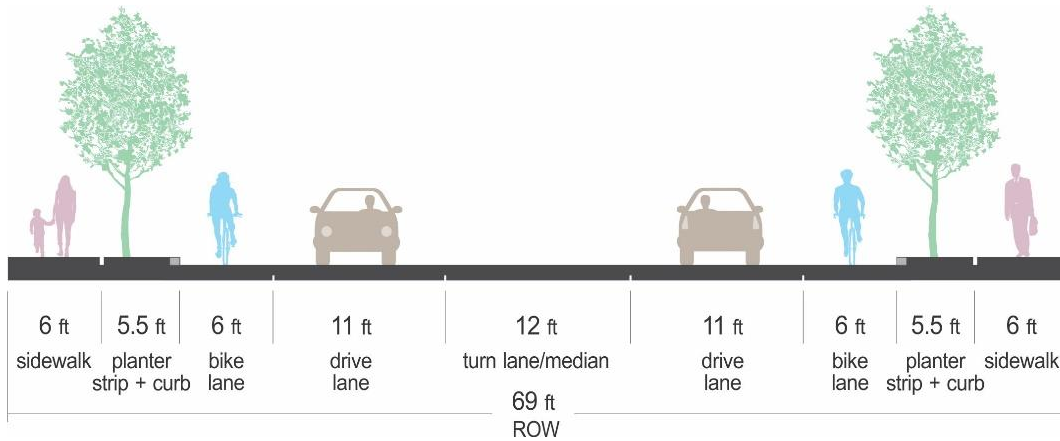 6 ft
5.5 ft
6 ft
11 ft
12 ft
11 ft
6 ft
5.5 ft
6 ft
sidewalk
planter
strip + curb
bike
lane
drive
lane
turn lane/median
drive
lane
bike
lane
planter
strip + curb
sidewalk
69 ft
ROW